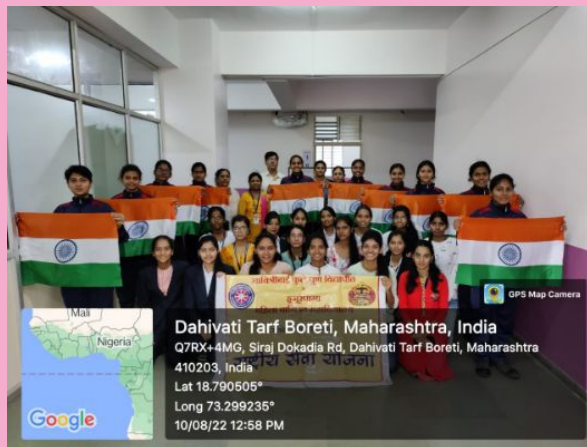 सावित्रीबाई फुले पुणे विद्यापीठ
राष्ट्रीय सेवा योजना
GPS Map Camera
Mali
Nigeria
Google
Dahivati Tarf Boreti, Maharashtra, India
Q7RX+4MG, Siraj Dokadia Rd, Dahivati Tarf Boreti, Maharashtra
410203, India
Lat 18.790505°
Long 73.299235°
10/08/22 12:58 PM